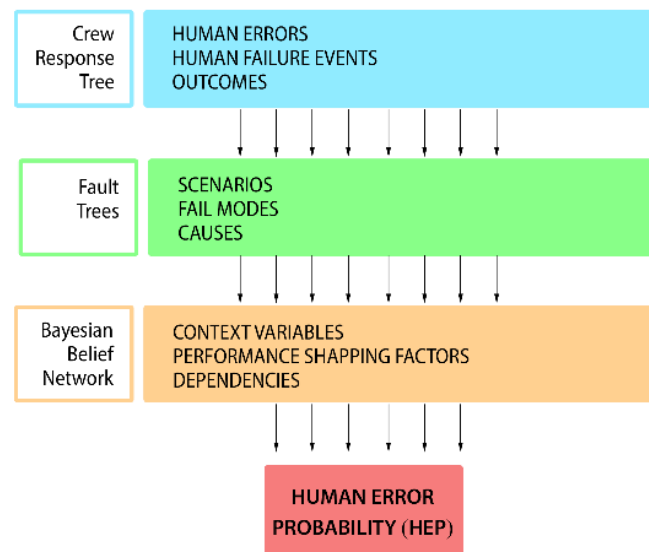 Crew
Response
Tree
HUMAN ERRORS
HUMAN FAILURE EVENTS
OUTCOMES
Fault
Trees
SCENARIOS
FAIL MODES
CAUSES
Bayesian
Belief
Network
CONTEXT VARIABLES
PERFORMANCE SHAPPING FACTORS
DEPENDENCIES
HUMAN ERROR
PROBABILITY (HEP)